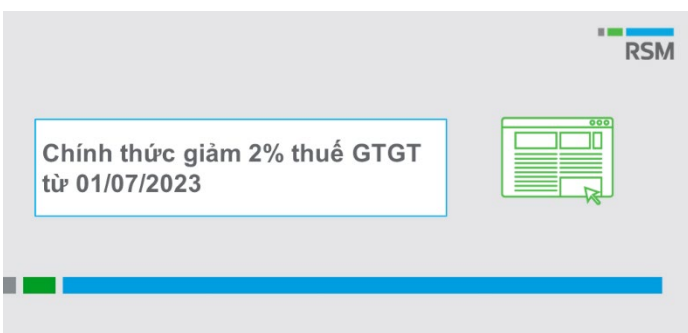 RSM
Chính thức giảm 2% thuế GTGT
từ 01/07/2023